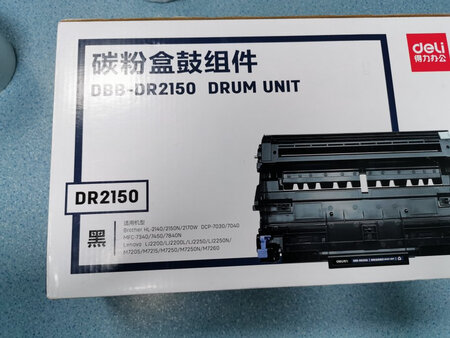 碳粉盒鼓组件
DBB-DR2150 DRUM UNIT
deli
得力办公
DR2150
黑
适用机型
Brother HL-2140/2150N/2170W DCP-7030/7040
MFC-7340/7450/7840N
Lenovo LJ2200/LJ2200L/LJ2250/LJ2250N
M7205/M7215/M7250/M7250N/M7260